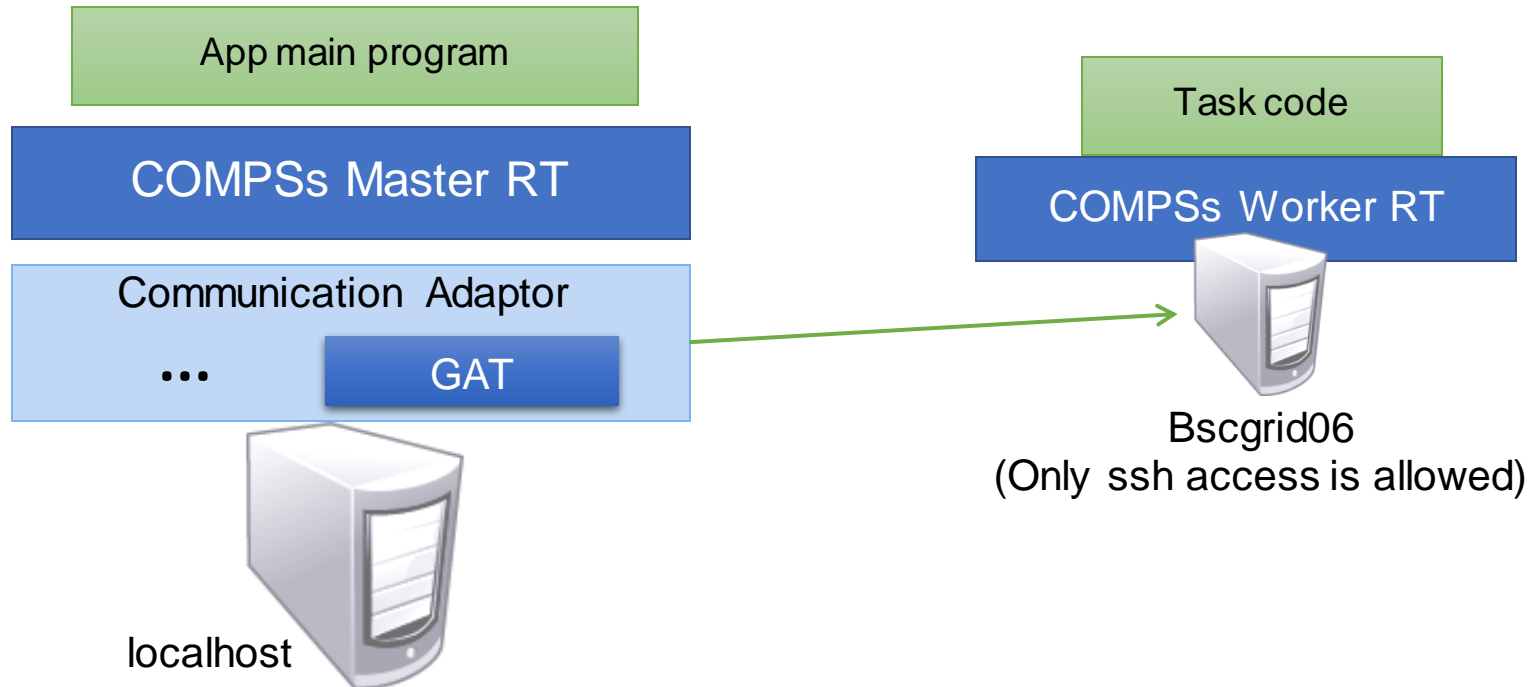 App main program
COMPSs Master RT
Communication Adaptor
... GAT
localhost
Task code
COMPSs Worker RT
Bscgrid06
(Only ssh access is allowed)